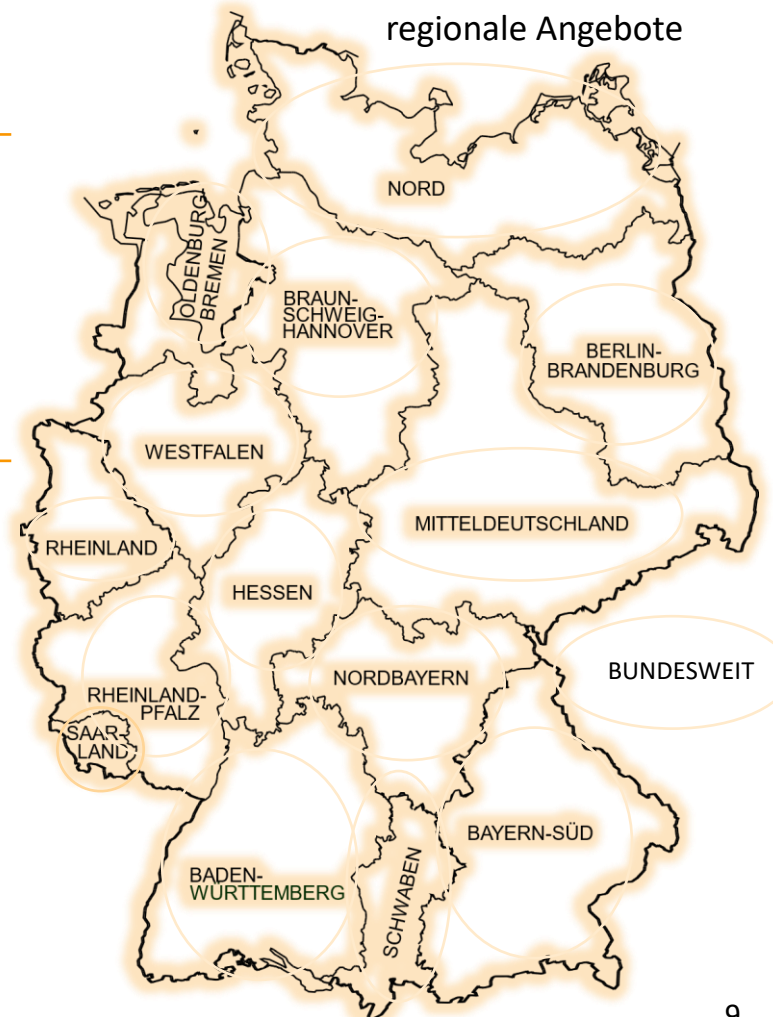 regionale Angebote
NORD
OLDENBURG
BREMEN
BRAUN-
SCHWEIG-
HANNOVER
BERLIN-
BRANDENBURG
WESTFALEN
MITTELDEUTSCHLAND
RHEINLAND
HESSEN
BUNDESWEIT
NORDBAYERN
RHEINLAND-
PFALZ
SAAR-
LAND
BAYERN-SÜD
BADEN-
WÜRTTEMBERG
SCHWABEN
9